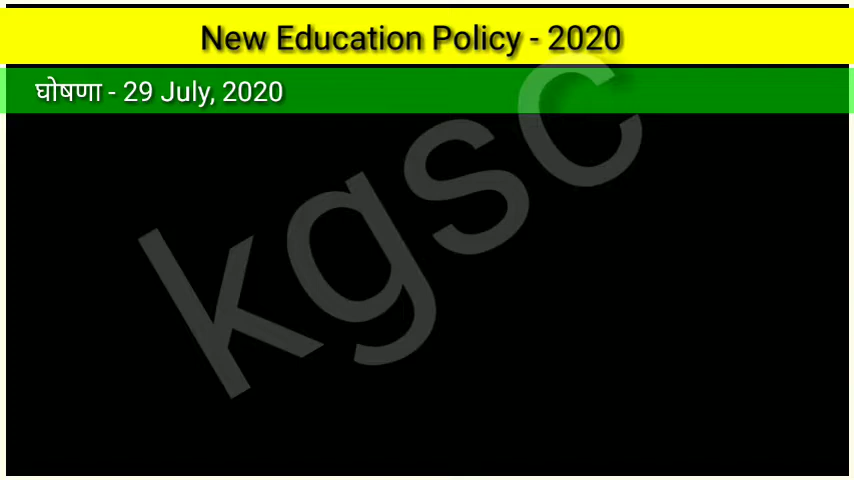 New Education Policy - 2020
घोषणा - 29 July, 2020
kgsc